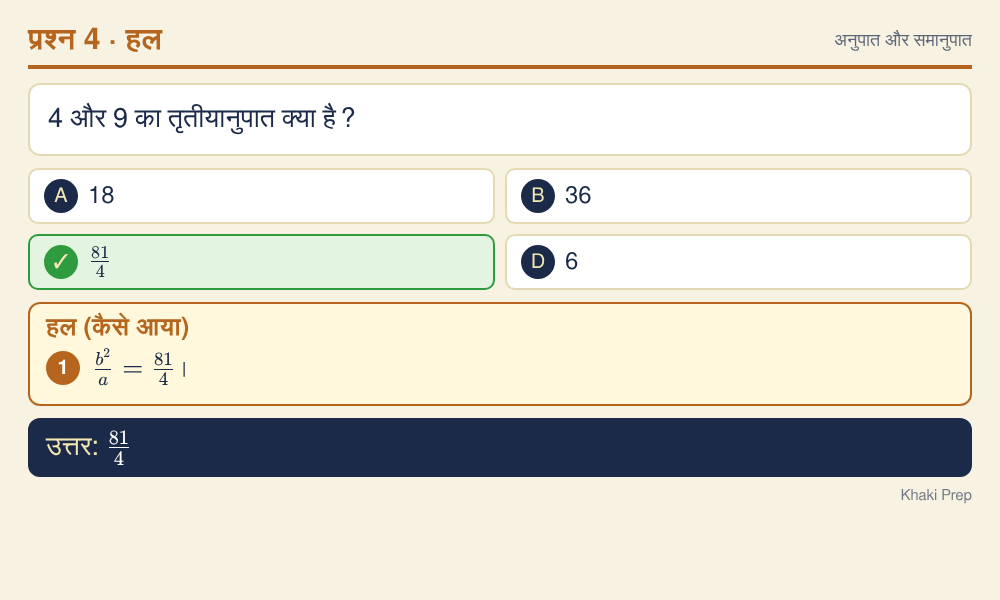 प्रश्न 4 · हल
अनुपात और समानुपात
4 और 9 का तृतीयानुपात क्या है ?
A 18
B 36
✓ 81/4
D 6
हल (कैसे आया)
1 b²/a = 81/4 ।
उत्तर: 81/4
Khaki Prep